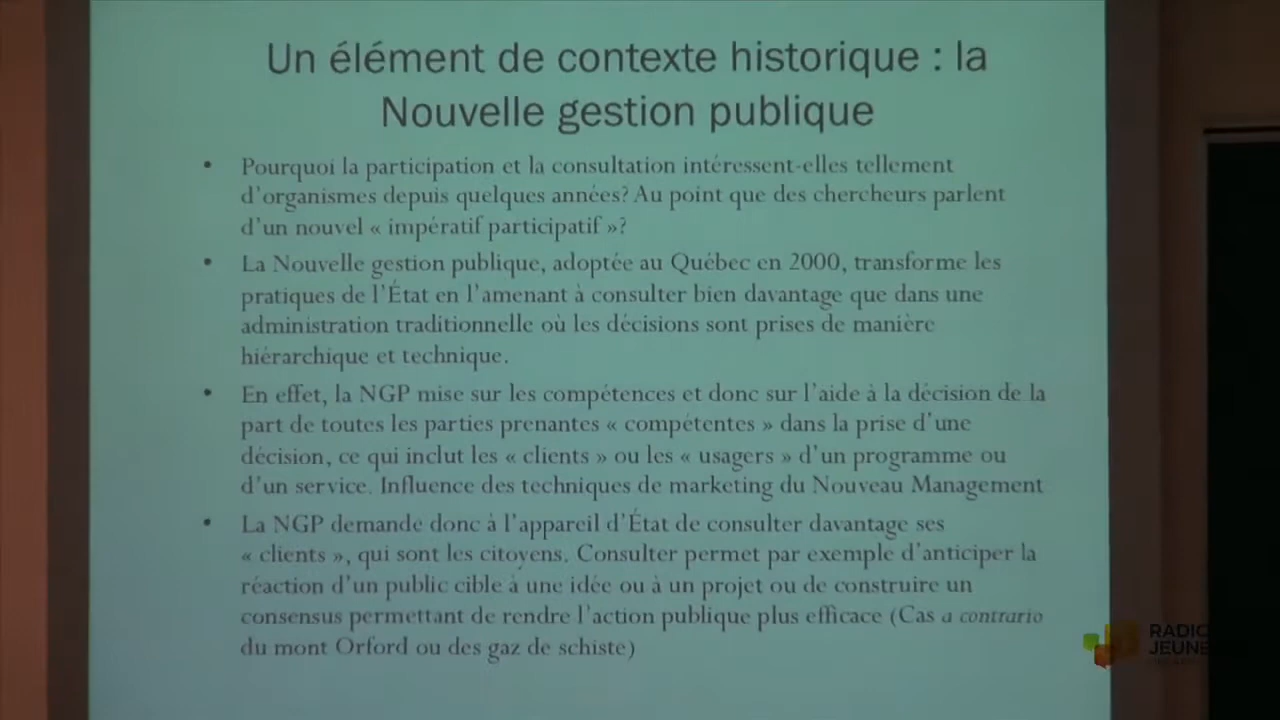 Un élément de contexte historique : la
Nouvelle gestion publique
• Pourquoi la participation et la consultation intéressent-elles tellement
d'organismes depuis quelques années? Au point que des chercheurs parlent
d'un nouvel « impératif participatif »?
• La Nouvelle gestion publique, adoptée au Québec en 2000, transforme les
pratiques de l'État en l'amenant à consulter bien davantage que dans une
administration traditionnelle où les décisions sont prises de manière
hiérarchique et technique.
• En effet, la NGP mise sur les compétences et donc sur l'aide à la décision de la
part de toutes les parties prenantes « compétentes » dans la prise d'une
décision, ce qui inclut les « clients » ou les « usagers » d'un programme ou
d'un service. Influence des techniques de marketing du Nouveau Management
• La NGP demande donc à l'appareil d'État de consulter davantage ses
« clients », qui sont les citoyens. Consulter permet par exemple d'anticiper la
réaction d'un public cible à une idée ou à un projet ou de construire un
consensus permettant de rendre l'action publique plus efficace (Cas a contrario
du mont Orford ou des gaz de schiste)
RADIO
JEUNE